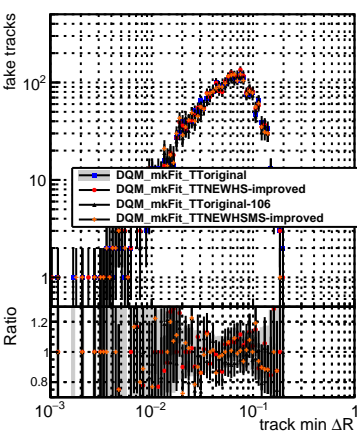 fake tracks
10²
10
1
DQM_mkFit_TToriginal
DQM_mkFit_TTNEWHS-improved
DQM_mkFit_TToriginal-106
DQM_mkFit_TTNEWHSMS-improved
Ratio
1.2
1
0.8
10⁻³ 10⁻² 10⁻¹ 1
track min ΔR